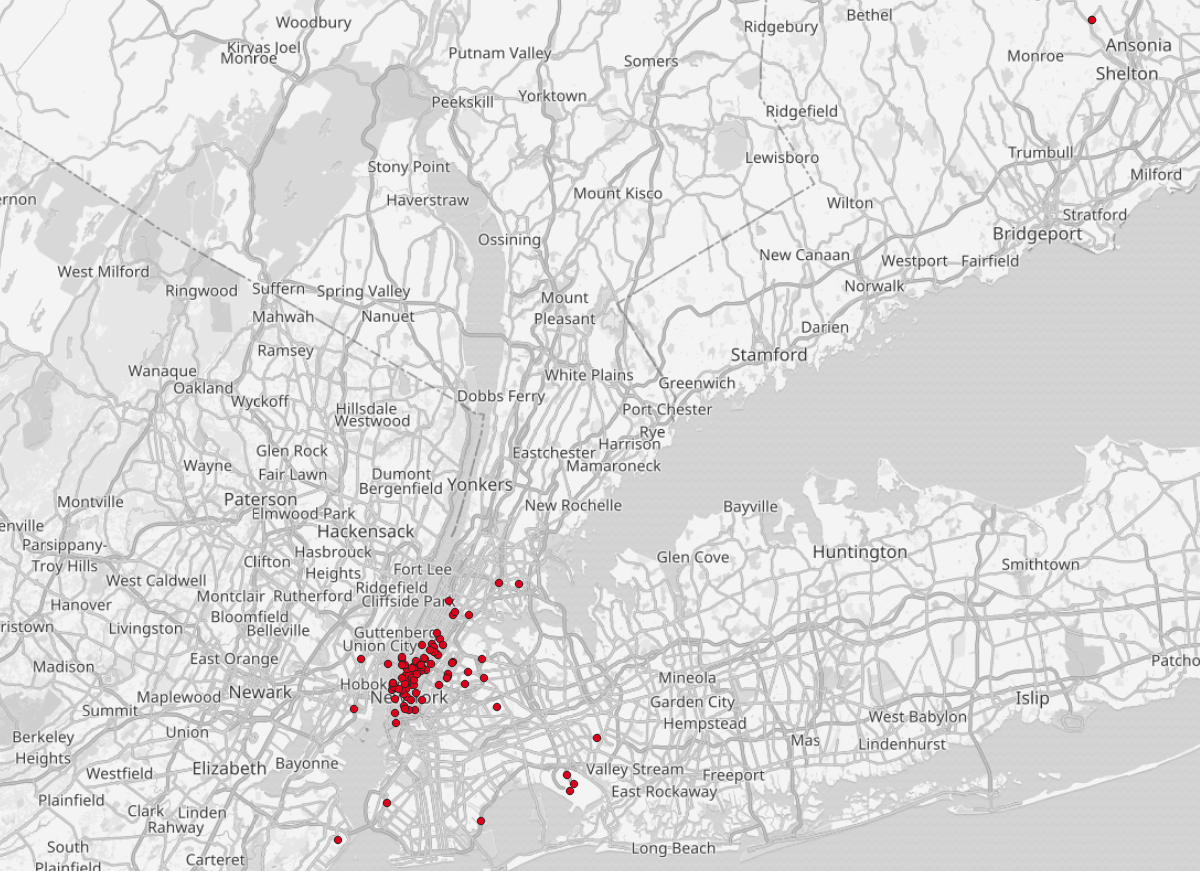 Woodbury
Ridgebury
Bethel
Kiryas Joel
Monroe
Putnam Valley
Somers
Monroe
Ansonia
Shelton
Peekskill
Yorktown
Ridgefield
Stony Point
Lewisboro
Trumbull
Milford
Haverstraw
Mount Kisco
Wilton
Stratford
ernon
Bridgeport
Ossining
New Canaan
Westport
Fairfield
West Milford
Ringwood
Suffern
Spring Valley
Norwalk
Mahwah
Nanuet
Mount
Pleasant
Darien
Ramsey
Stamford
Wanaque
Oakland
White Plains
Greenwich
Wyckoff
Hillsdale
Westwood
Dobbs Ferry
Port Chester
Rye
Harrison
Glen Rock
Eastchester
Mamaroneck
Wayne
Fair Lawn
Dumont
Bergenfield
Yonkers
Montville
Paterson
Elmwood Park
New Rochelle
Bayville
enville
Hackensack
Parsippany-
Troy Hills
Hasbrouck
Heights
Clifton
Fort Lee
Glen Cove
Huntington
Smithtown
West Caldwell
Montclair
Rutherford
Ridgefield
Cliffside Park
Hanover
Bloomfield
Belleville
ristown
Livingston
Guttenberg
Union City
Madison
East Orange
Patcho
Mineola
Maplewood
Newark
Hobok
New York
Garden City
Islip
Summit
Union
Hempstead
West Babylon
Berkeley
Heights
Mas
Lindenhurst
Westfield
Elizabeth
Bayonne
Valley Stream
Freeport
East Rockaway
Plainfield
Clark
Linden
Rahway
South
Plainfield
Carteret
Long Beach